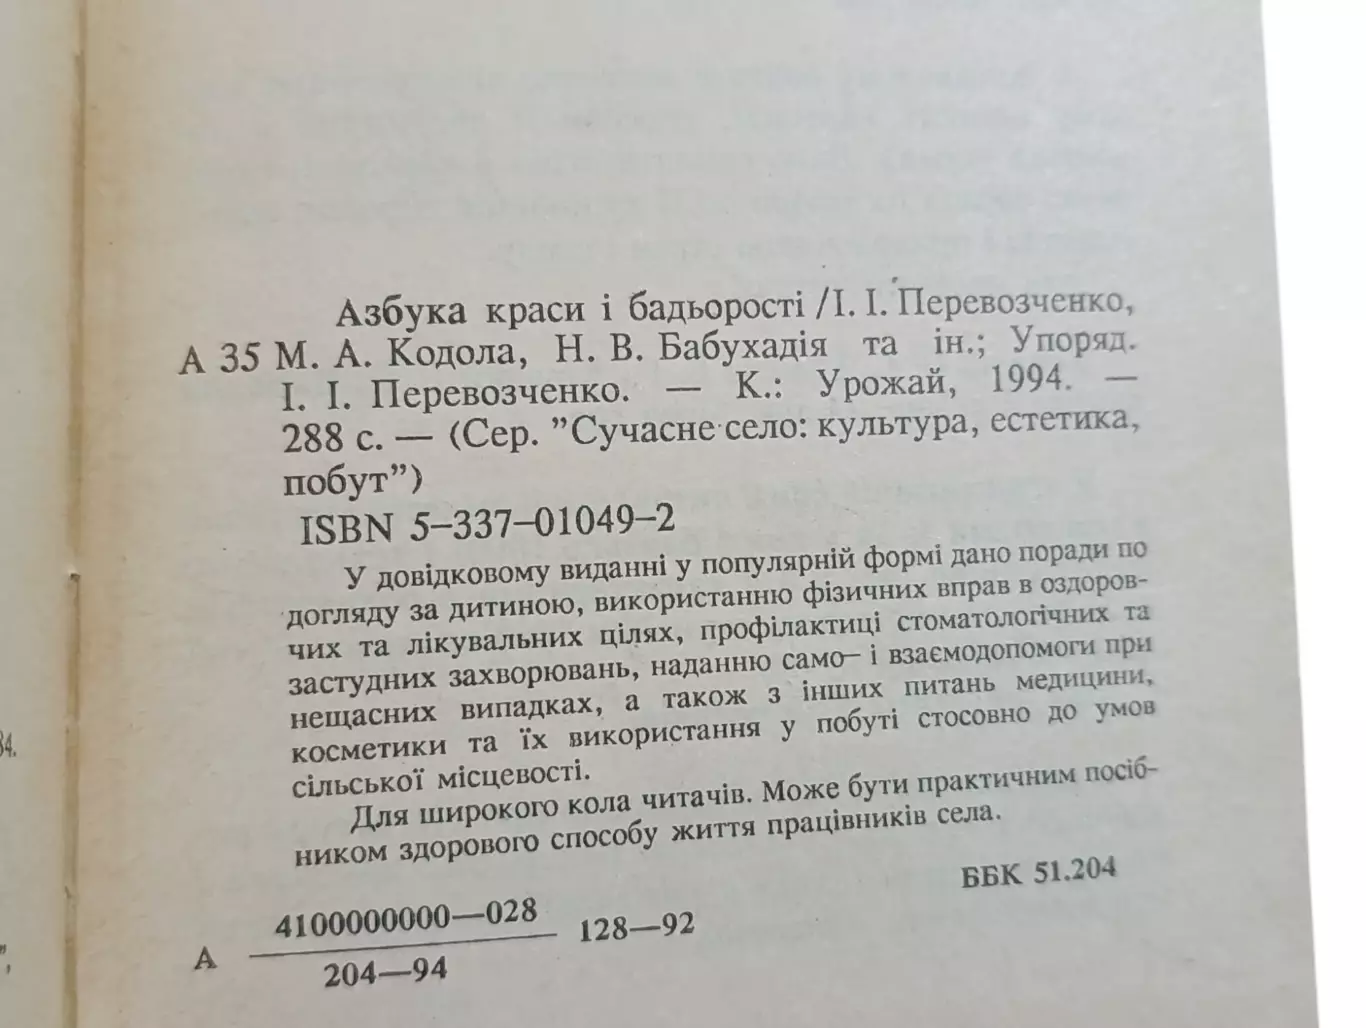 Азбука краси і бадьорості /І. І. Перевозченко,
А 35 М. А. Кодола, Н. В. Бабухадія та ін.; Упоряд.
І. І. Перевозченко. — К.: Урожай, 1994. —
288 с. — (Сер. ”Сучасне село: культура, естетика,
побут”)
ISBN 5–337–01049–2
У довідковому виданні у популярній формі дано поради по
догляду за дитиною, використанню фізичних вправ в оздоров–
чих та лікувальних цілях, профілактиці стоматологічних та
застудних захворювань, наданню само– і взаємодопомоги при
нещасних випадках, а також з інших питань медицини,
косметики та їх використання у побуті стосовно до умов
сільської місцевості.
Для широкого кола читачів. Може бути практичним посіб–
ником здорового способу життя працівників села.
ББК 51.204
4100000000—028
А 128—92
204—94
34.
”,